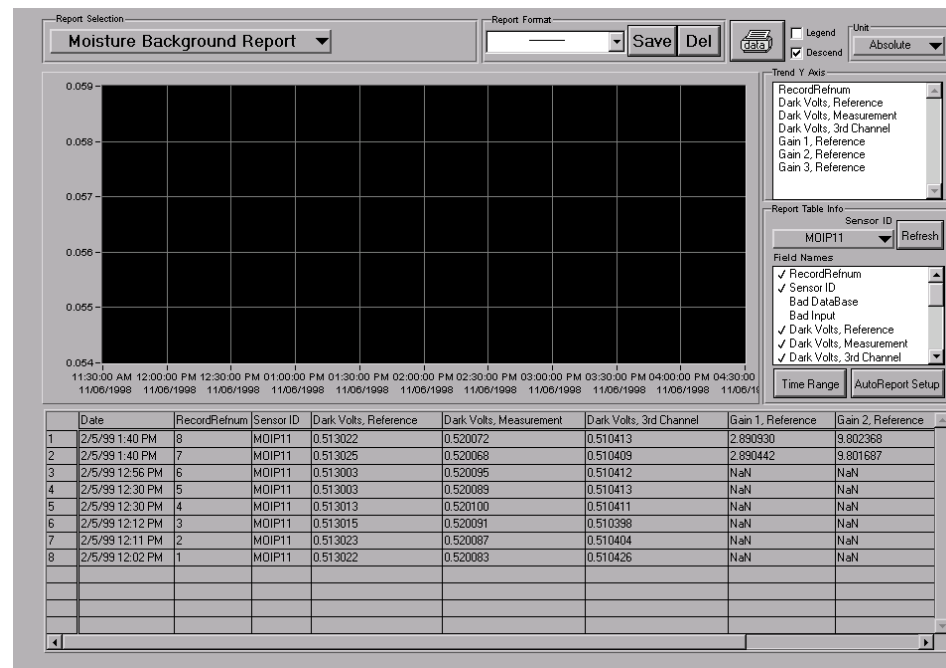 Report Selection
Moisture Background Report
Report Format
Save Del
data
Legend
Descend
Unit
Absolute
0.059
0.058
0.057
0.056
0.055
0.054
11:30:00 AM 12:00:00 PM 12:30:00 PM 01:00:00 PM 01:30:00 PM 02:00:00 PM 02:30:00 PM 03:00:00 PM 03:30:00 PM 04:00:00 PM 04:30:00
11/06/1998 11/06/1998 11/06/1998 11/06/1998 11/06/1998 11/06/1998 11/06/1998 11/06/1998 11/06/1998 11/06/1998 11/06/1
Trend Y Axis
RecordRefnum
Dark Volts, Reference
Dark Volts, Measurement
Dark Volts, 3rd Channel
Gain 1, Reference
Gain 2, Reference
Gain 3, Reference
Report Table Info
Sensor ID
MOIP11 Refresh
Field Names
✓ RecordRefnum
✓ Sensor ID
Bad DataBase
Bad Input
✓ Dark Volts, Reference
✓ Dark Volts, Measurement
✓ Dark Volts, 3rd Channel
Time Range AutoReport Setup
Date RecordRefnum Sensor ID Dark Volts, Reference Dark Volts, Measurement Dark Volts, 3rd Channel Gain 1, Reference Gain 2, Reference
1 2/5/99 1:40 PM 8 MOIP11 0.513022 0.520072 0.510413 2.890930 9.802368
2 2/5/99 1:40 PM 7 MOIP11 0.513025 0.520068 0.510409 2.890442 9.801687
3 2/5/99 12:56 PM 6 MOIP11 0.513003 0.520095 0.510412 NaN NaN
4 2/5/99 12:30 PM 5 MOIP11 0.513003 0.520089 0.510413 NaN NaN
5 2/5/99 12:30 PM 4 MOIP11 0.513013 0.520100 0.510411 NaN NaN
6 2/5/99 12:12 PM 3 MOIP11 0.513015 0.520091 0.510398 NaN NaN
7 2/5/99 12:11 PM 2 MOIP11 0.513023 0.520087 0.510404 NaN NaN
8 2/5/99 12:02 PM 1 MOIP11 0.513022 0.520083 0.510426 NaN NaN